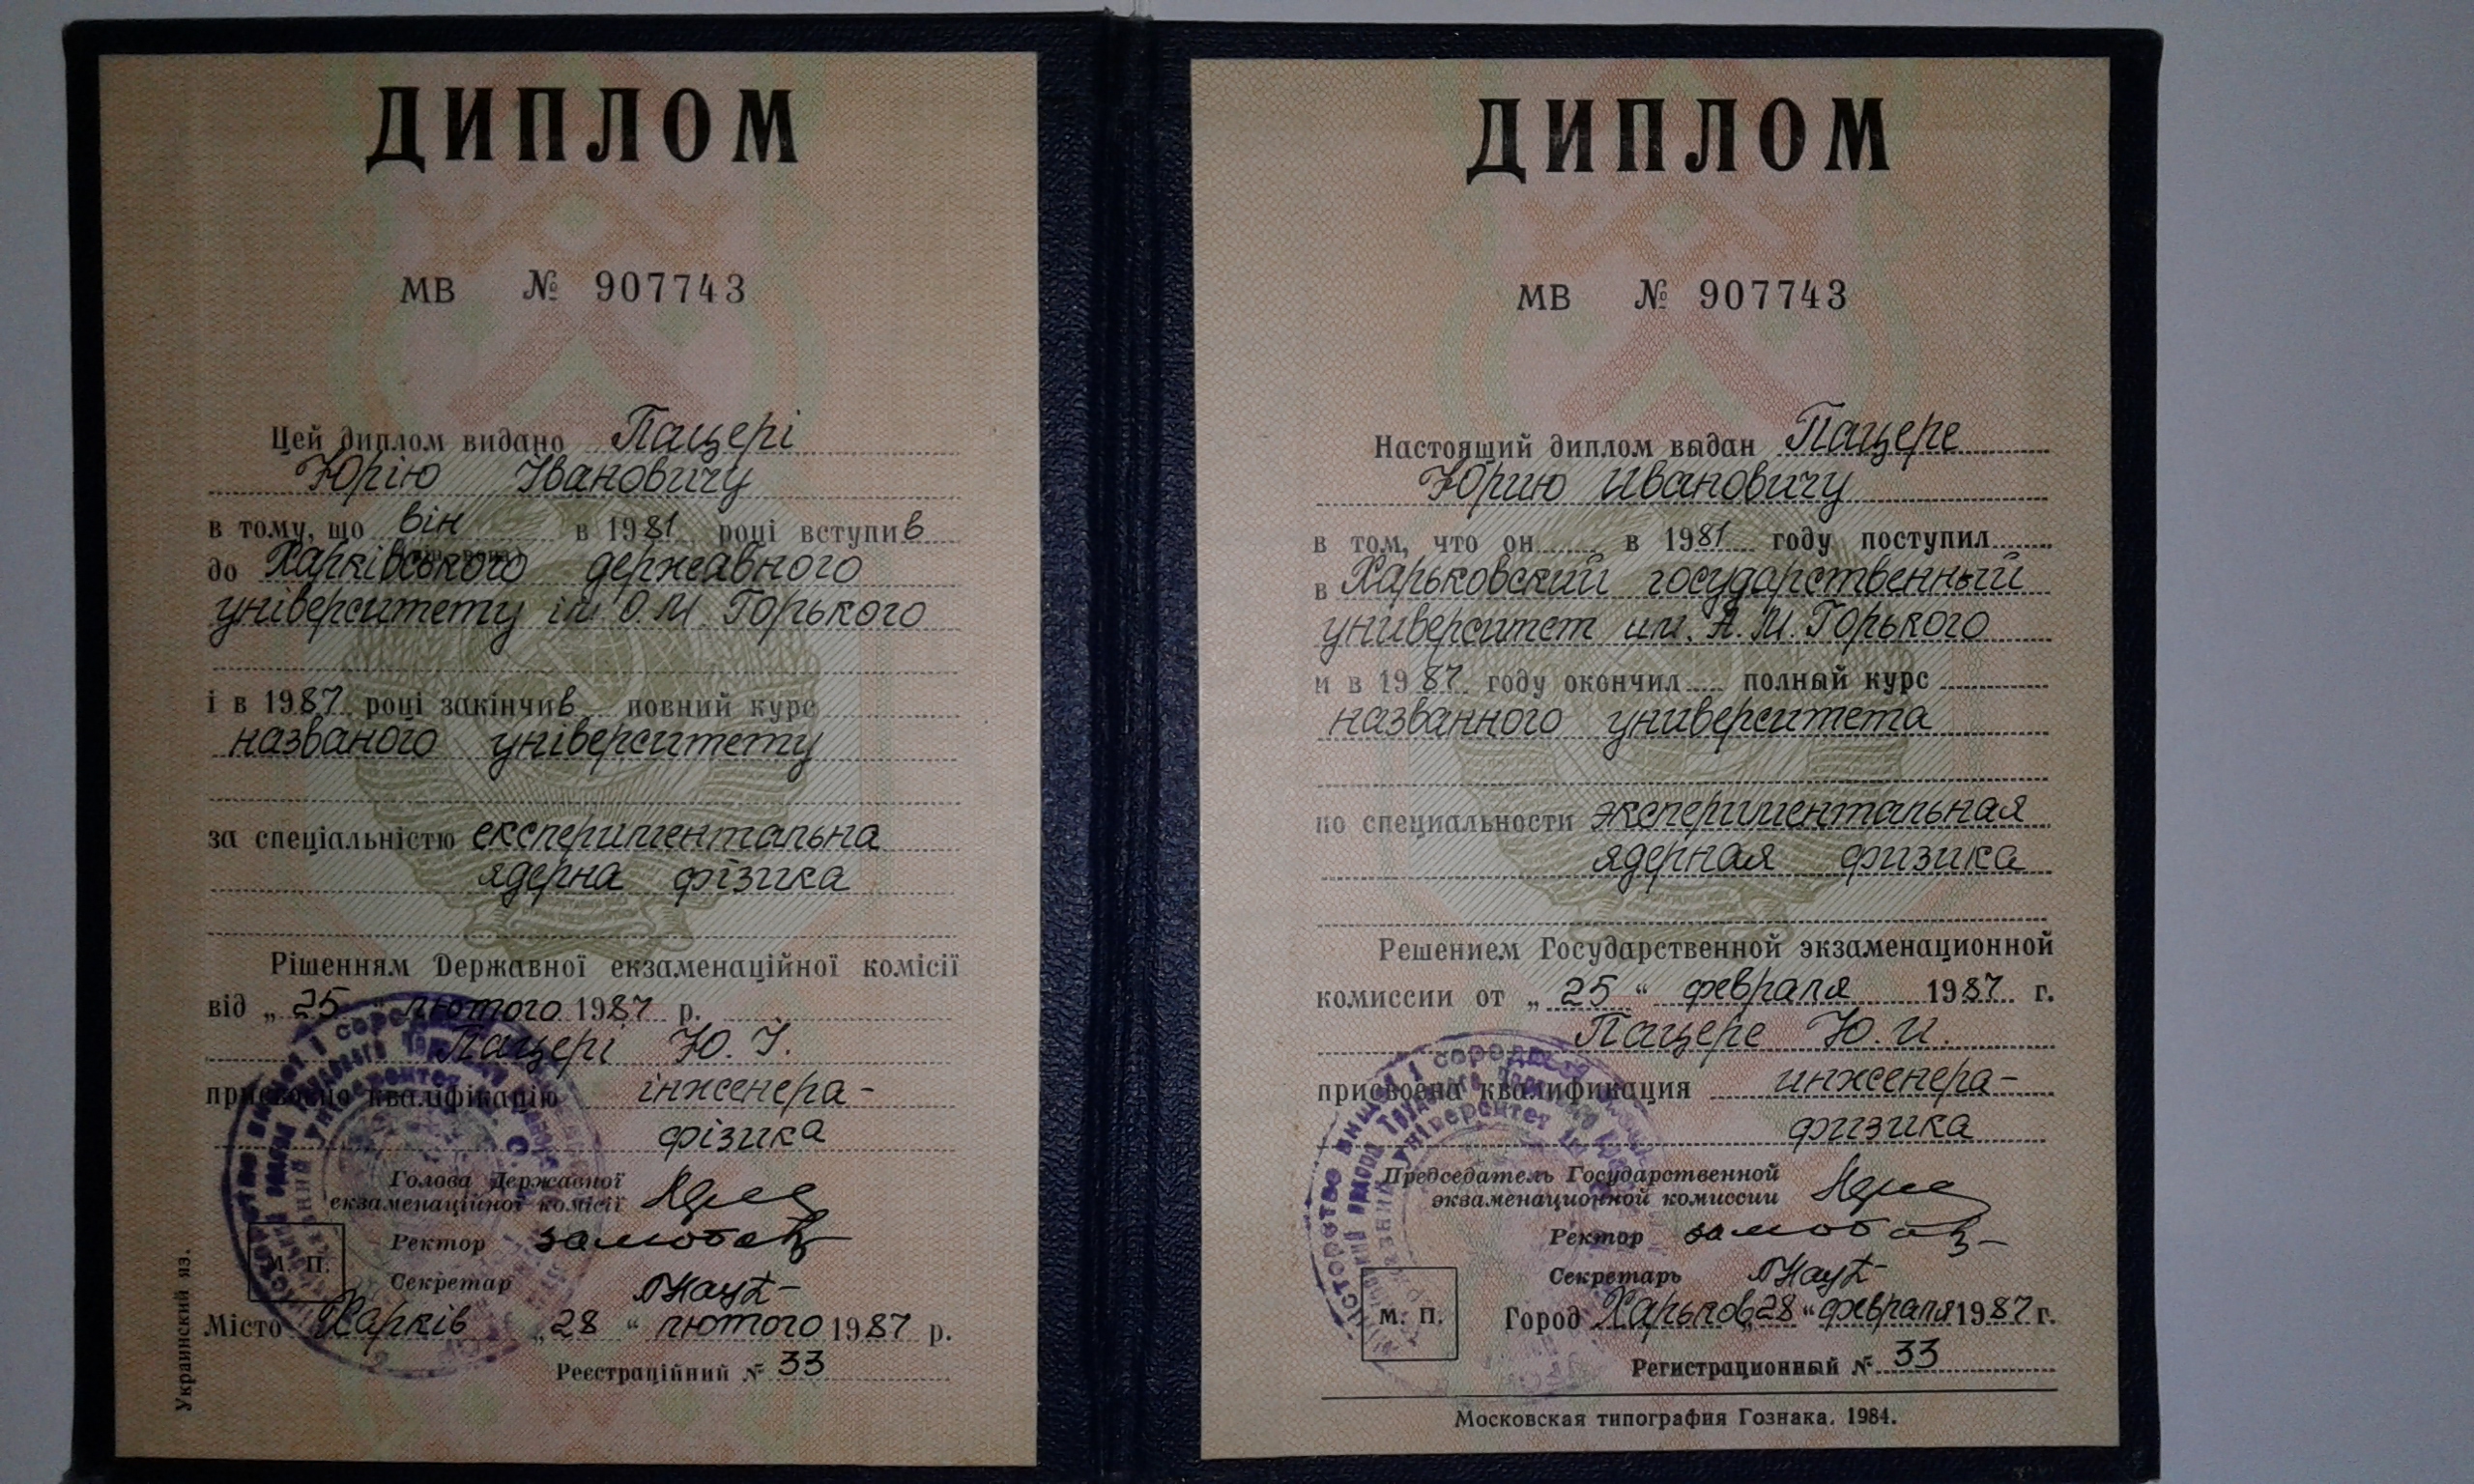 ДИПЛОМ
МВ № 907743
Цей диплом видано Пацері
Юрію Івановичу
в тому, що він в 1981 році вступив
до Харківського державного
університету ім О.М. Горького
і в 1987 році закінчив повний курс
названого університету
за спеціальністю експериментальна
ядерна фізика
Рішенням Державної екзаменаційної комісії
від „25“ лютого 1987 р.
Пацері Ю. І.
присвоєно кваліфікацію інженера-
фізика
Голова Державної
екзаменаційної комісії
Ректор
Секретар
М. П.
Місто Харків „28“ лютого 1987 р.
Реєстраційний № 33
Украинский яз.
ДИПЛОМ
МВ № 907743
Настоящий диплом выдан Пацере
Юрию Ивановичу
в том, что он в 1981 году поступил
в Харьковский государственный
университет им. А.М. Горького
и в 1987 году окончил полный курс
названного университета
по специальности экспериментальная
ядерная физика
Решением Государственной экзаменационной
комиссии от „25“ февраля 1987 г.
Пацере Ю. И.
присвоена квалификация инженера-
физика
Председатель Государственной
экзаменационной комиссии
Ректор
Секретарь
М. П.
Город Харьков „28“ февраля 1987 г.
Регистрационный № 33
Московская типография Гознака. 1984.